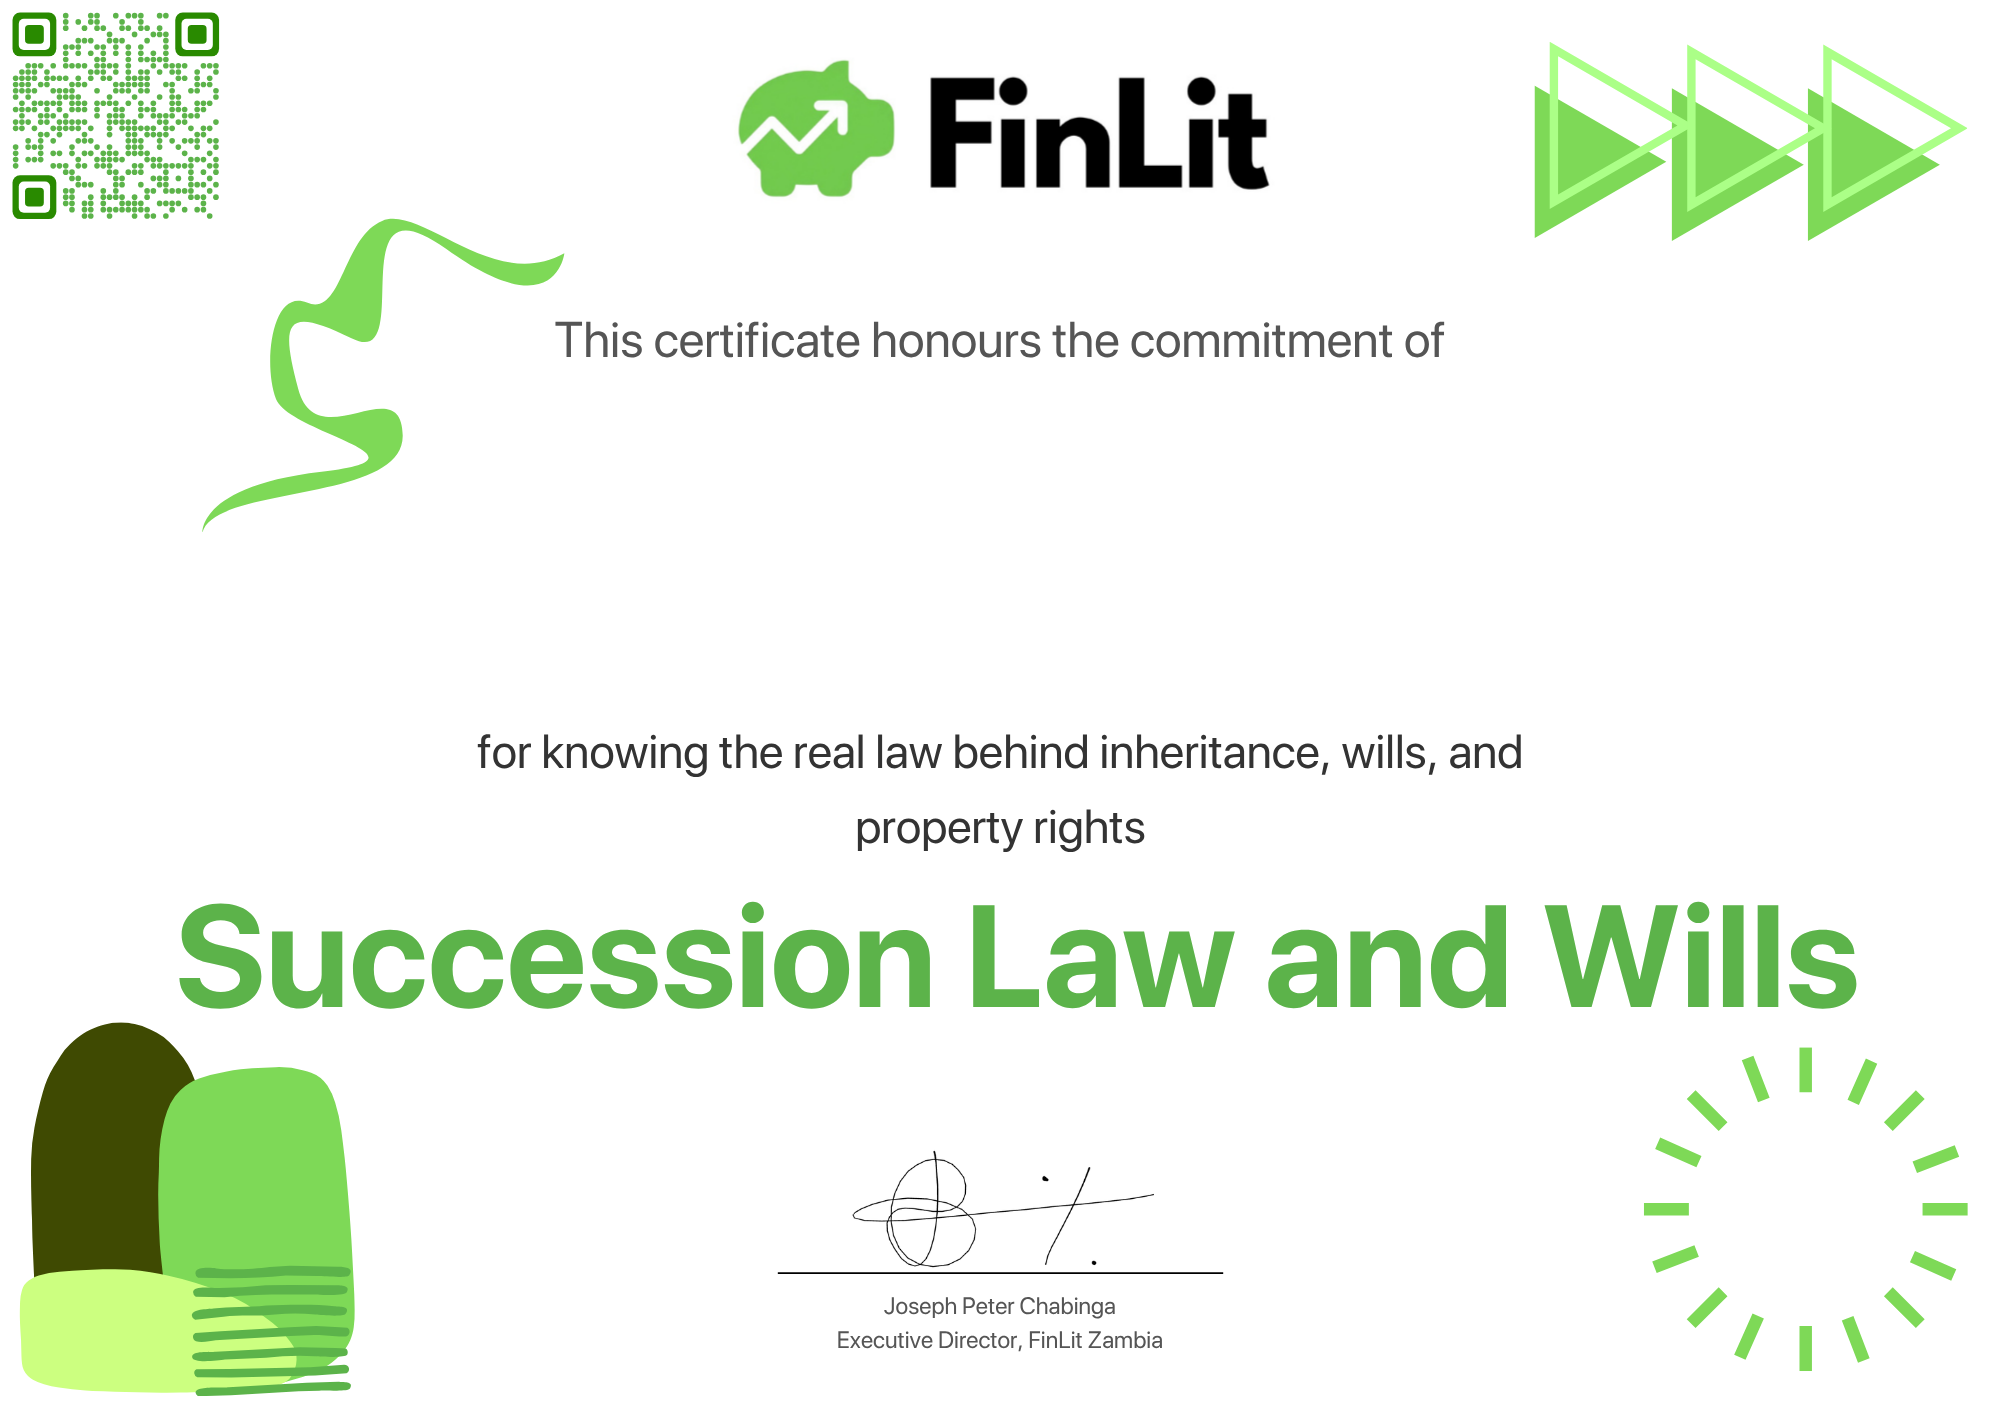 FinLit
This certificate honours the commitment of
for knowing the real law behind inheritance, wills, and
property rights
Succession Law and Wills
Joseph Peter Chabinga
Executive Director, FinLit Zambia